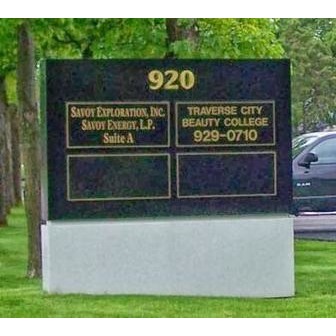 920
SAVOY EXPLORATION, INC.
SAVOY ENERGY, L.P.
SUITE A
TRAVERSE CITY
BEAUTY COLLEGE
929-0710